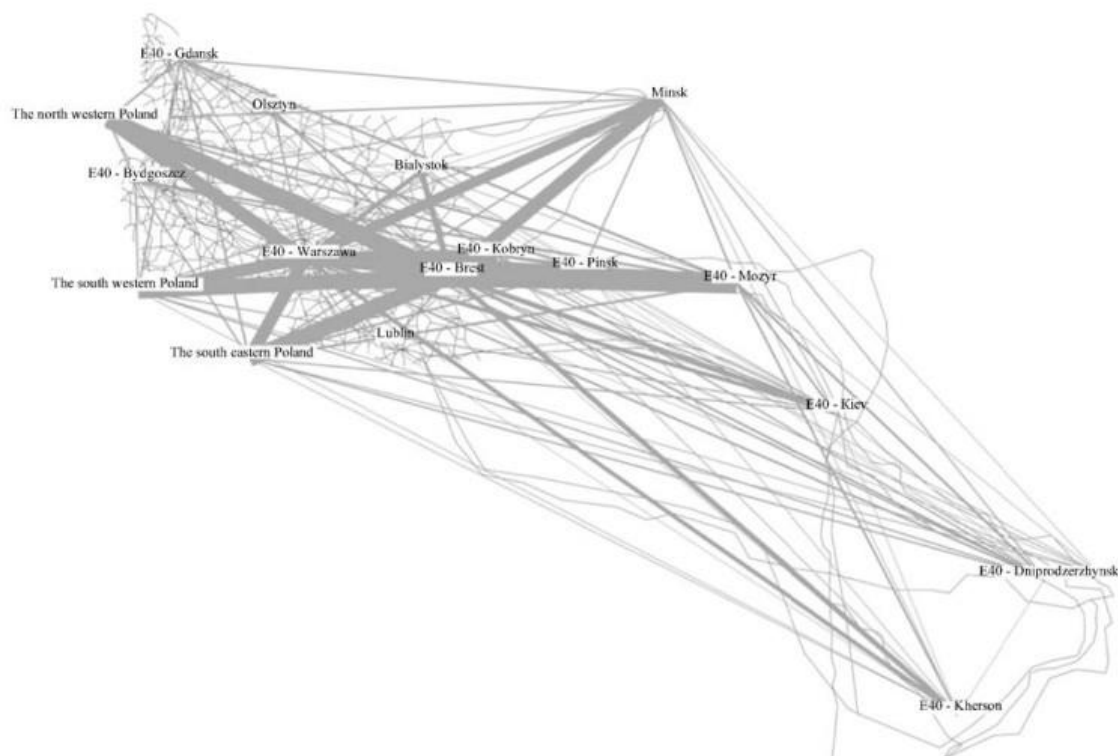 E40 - Gdansk
Minsk
Olsztyn
The north western Poland
Bialystok
E40 - Bydgoszcz
E40 - Kobryn
E40 - Warszawa
E40 - Pinsk
E40 - Brest
E40 - Mozyr
The south western Poland
Lublin
The south eastern Poland
E40 - Kiev
E40 - Dniprodzerzhynsk
E40 - Kherson